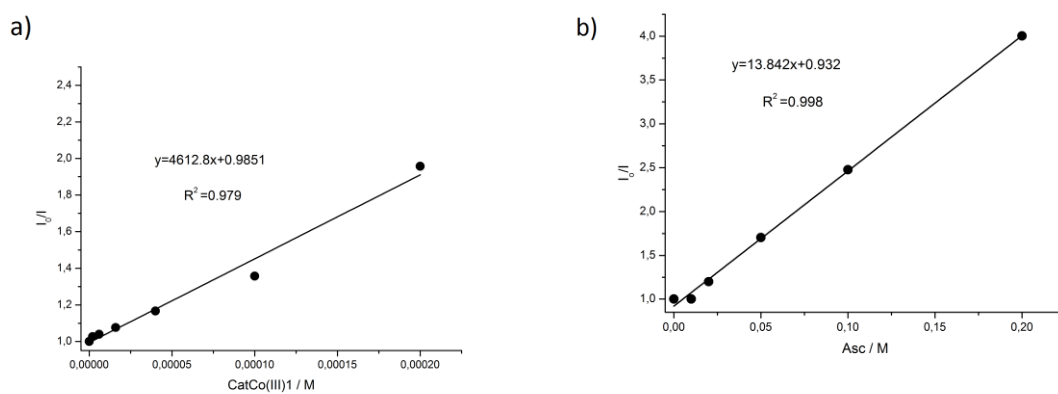 a)
y=4612.8x+0.9851
R²=0.979
I₀/I
2,4
2,2
2,0
1,8
1,6
1,4
1,2
1,0
0,00000
0,00005
0,00010
0,00015
0,00020
CatCo(III)1 / M
b)
y=13.842x+0.932
R²=0.998
I₀/I
4,0
3,5
3,0
2,5
2,0
1,5
1,0
0,00
0,05
0,10
0,15
0,20
Asc / M